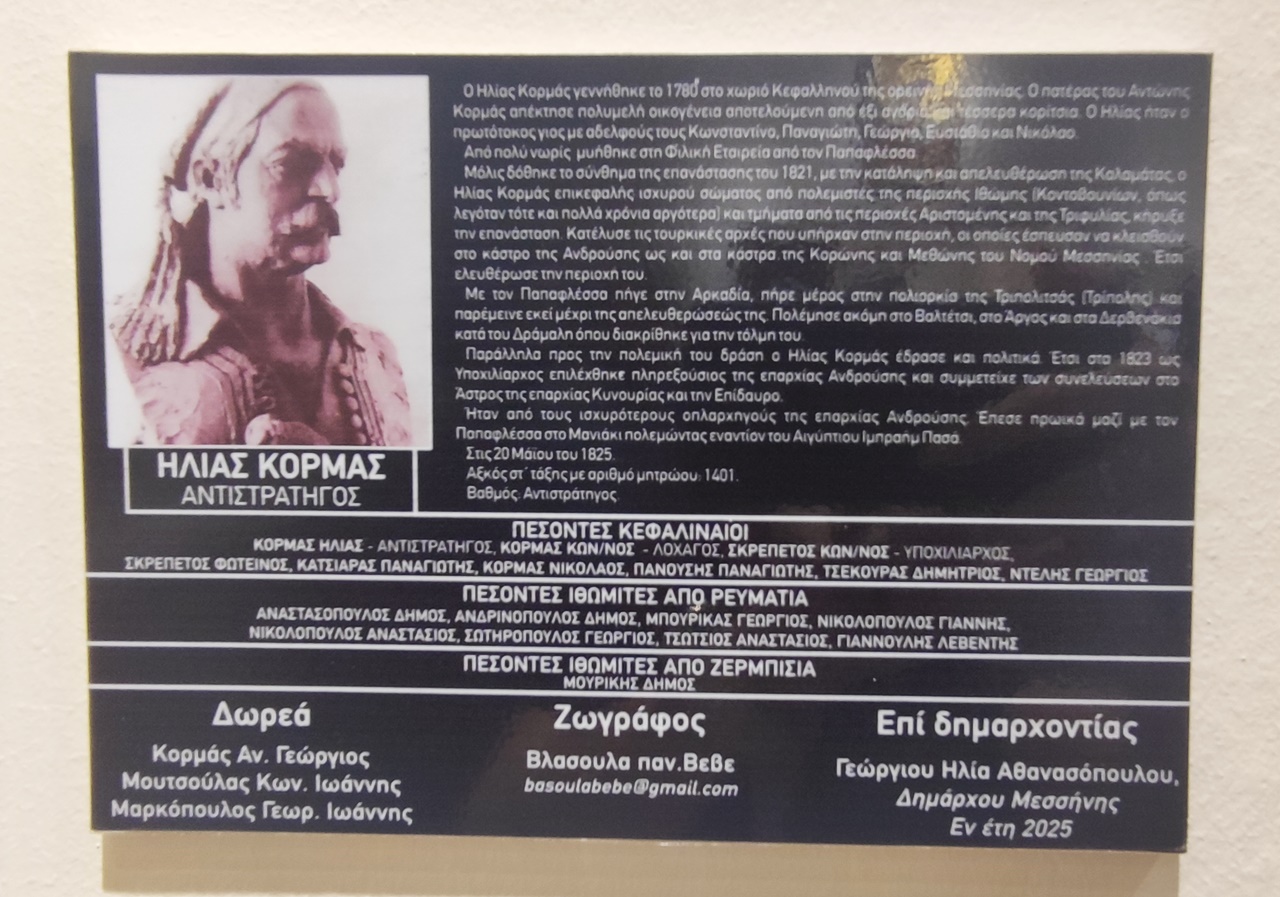 Ο Ηλίας Κορμάς γεννήθηκε το 1780 στο χωριό Κεφαλληνού της ορεινής Μεσσηνίας. Ο πατέρας του Αντώνης
Κορμάς απέκτησε πολυμελή οικογένεια αποτελούμενη από έξι αγόρια και τέσσερα κορίτσια. Ο Ηλίας ήταν ο
πρωτότοκος γιος με αδελφούς τους Κωνσταντίνο, Παναγιώτη, Γεώργιο, Ευστάθιο και Νικόλαο.
Από πολύ νωρίς μυήθηκε στη Φιλική Εταιρεία από τον Παπαφλέσσα.
Μόλις δόθηκε το σύνθημα της επανάστασης του 1821, με την κατάληψη και απελευθέρωση της Καλαμάτας, ο
Ηλίας Κορμάς επικεφαλής ισχυρού σώματος από πολεμιστές της περιοχής Ιθώμης (Κονταβουνίων, όπως
λεγόταν τότε και πολλά χρόνια αργότερα) και τμήματα από τις περιοχές Αριστομένης και της Τριφυλίας, κήρυξε
την επανάσταση. Κατέλυσε τις τουρκικές αρχές που υπήρχαν στην περιοχή, οι οποίες έσπευσαν να κλεισθούν
στο κάστρο της Ανδρούσης ως και στα κάστρα της Κορώνης και Μεθώνης του Νομού Μεσσηνίας . Έτσι
ελευθέρωσε την περιοχή του.
Με τον Παπαφλέσσα πήγε στην Αρκαδία, πήρε μέρος στην πολιορκία της Τριπολιτσάς (Τρίπολης) και
παρέμεινε εκεί μέχρι της απελευθερώσεώς της. Πολέμησε ακόμη στο Βαλτέτσι, στο Άργος και στα Δερβενάκια
κατά του Δράμαλη όπου διακρίθηκε για την τόλμη του.
Παράλληλα προς την πολεμική του δράση ο Ηλίας Κορμάς έδρασε και πολιτικά. Έτσι στα 1823 ως
Υποχιλίαρχος επιλέχθηκε πληρεξούσιος της επαρχίας Ανδρούσης και συμμετείχε των συνελεύσεων στο
Άστρος της επαρχίας Κυνουρίας και την Επίδαυρο.
Ήταν από τους ισχυρότερους οπλαρχηγούς της επαρχίας Ανδρούσης. Έπεσε ηρωικά μαζί με τον
Παπαφλέσσα στο Μανιάκι πολεμώντας εναντίον του Αιγύπτιου Ιμπραήμ Πασά.
Στις 20 Μάϊου του 1825.
Αξκός στ΄ τάξης με αριθμό μητρώου: 1401.
Βαθμός: Αντιστράτηγος.
ΗΛΙΑΣ ΚΟΡΜΑΣ
ΑΝΤΙΣΤΡΑΤΗΓΟΣ
ΠΕΣΟΝΤΕΣ ΚΕΦΑΛΙΝΑΙΟΙ
ΚΟΡΜΑΣ ΗΛΙΑΣ - ΑΝΤΙΣΤΡΑΤΗΓΟΣ, ΚΟΡΜΑΣ ΚΩΝ/ΝΟΣ - ΛΟΧΑΓΟΣ, ΣΚΡΕΠΕΤΟΣ ΚΩΝ/ΝΟΣ - ΥΠΟΧΙΛΙΑΡΧΟΣ,
ΣΚΡΕΠΕΤΟΣ ΦΩΤΕΙΝΟΣ, ΚΑΤΣΙΑΡΑΣ ΠΑΝΑΓΙΩΤΗΣ, ΚΟΡΜΑΣ ΝΙΚΟΛΑΟΣ, ΠΑΝΟΥΣΗΣ ΠΑΝΑΓΙΩΤΗΣ, ΤΣΕΚΟΥΡΑΣ ΔΗΜΗΤΡΙΟΣ, ΝΤΕΛΗΣ ΓΕΩΡΓΙΟΣ
ΠΕΣΟΝΤΕΣ ΙΘΩΜΙΤΕΣ ΑΠΟ ΡΕΥΜΑΤΙΑ
ΑΝΑΣΤΑΣΟΠΟΥΛΟΣ ΔΗΜΟΣ, ΑΝΔΡΙΝΟΠΟΥΛΟΣ ΔΗΜΟΣ, ΜΠΟΥΡΙΚΑΣ ΓΕΩΡΓΙΟΣ, ΝΙΚΟΛΟΠΟΥΛΟΣ ΓΙΑΝΝΗΣ,
ΝΙΚΟΛΟΠΟΥΛΟΣ ΑΝΑΣΤΑΣΙΟΣ, ΣΩΤΗΡΟΠΟΥΛΟΣ ΓΕΩΡΓΙΟΣ, ΤΣΩΤΣΙΟΣ ΑΝΑΣΤΑΣΙΟΣ, ΓΙΑΝΝΟΥΛΗΣ ΛΕΒΕΝΤΗΣ
ΠΕΣΟΝΤΕΣ ΙΘΩΜΙΤΕΣ ΑΠΟ ΖΕΡΜΠΙΣΙΑ
ΜΟΥΡΙΚΗΣ ΔΗΜΟΣ
Δωρεά
Κορμάς Αν. Γεώργιος
Μουτσούλας Κων. Ιωάννης
Μαρκόπουλος Γεωρ. Ιωάννης
Ζωγράφος
Βλασουλα παν.Βεβε
basoulabebe@gmail.com
Επί δημαρχοντίας
Γεώργιου Ηλία Αθανασόπουλου,
Δημάρχου Μεσσήνης
Εν έτη 2025